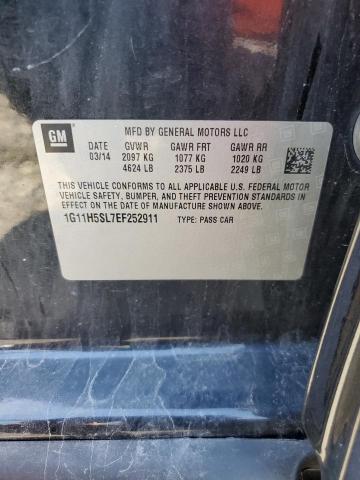 GM
MFD BY GENERAL MOTORS LLC
DATE GVWR GAWR FRT GAWR RR
03/14 2097 KG 1077 KG 1020 KG
4624 LB 2375 LB 2249 LB
THIS VEHICLE CONFORMS TO ALL APPLICABLE U.S. FEDERAL MOTOR
VEHICLE SAFETY, BUMPER, AND THEFT PREVENTION STANDARDS IN
EFFECT ON THE DATE OF MANUFACTURE SHOWN ABOVE.
1G11H5SL7EF252911 TYPE: PASS CAR